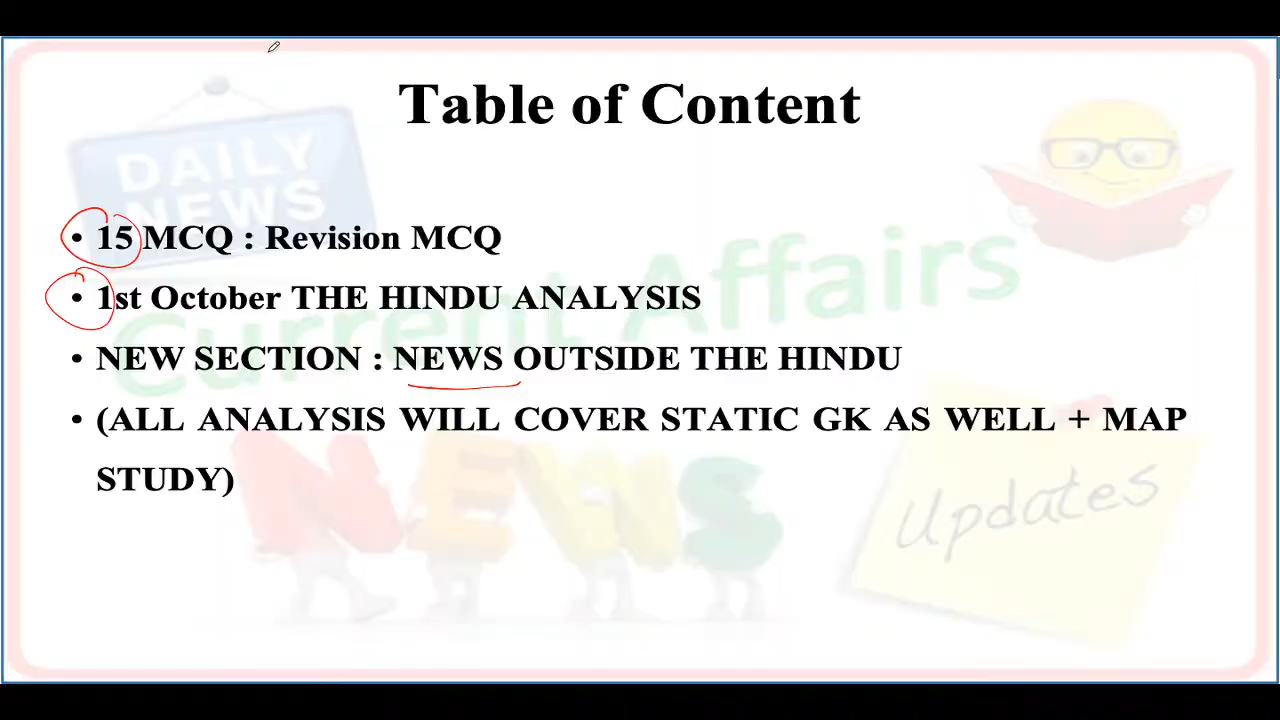 Table of Content
DAILY
NEWS
• 15 MCQ : Revision MCQ
• 1st October THE HINDU ANALYSIS
Current Affairs
• NEW SECTION : NEWS OUTSIDE THE HINDU
• (ALL ANALYSIS WILL COVER STATIC GK AS WELL + MAP
STUDY)
NEWS
Updates